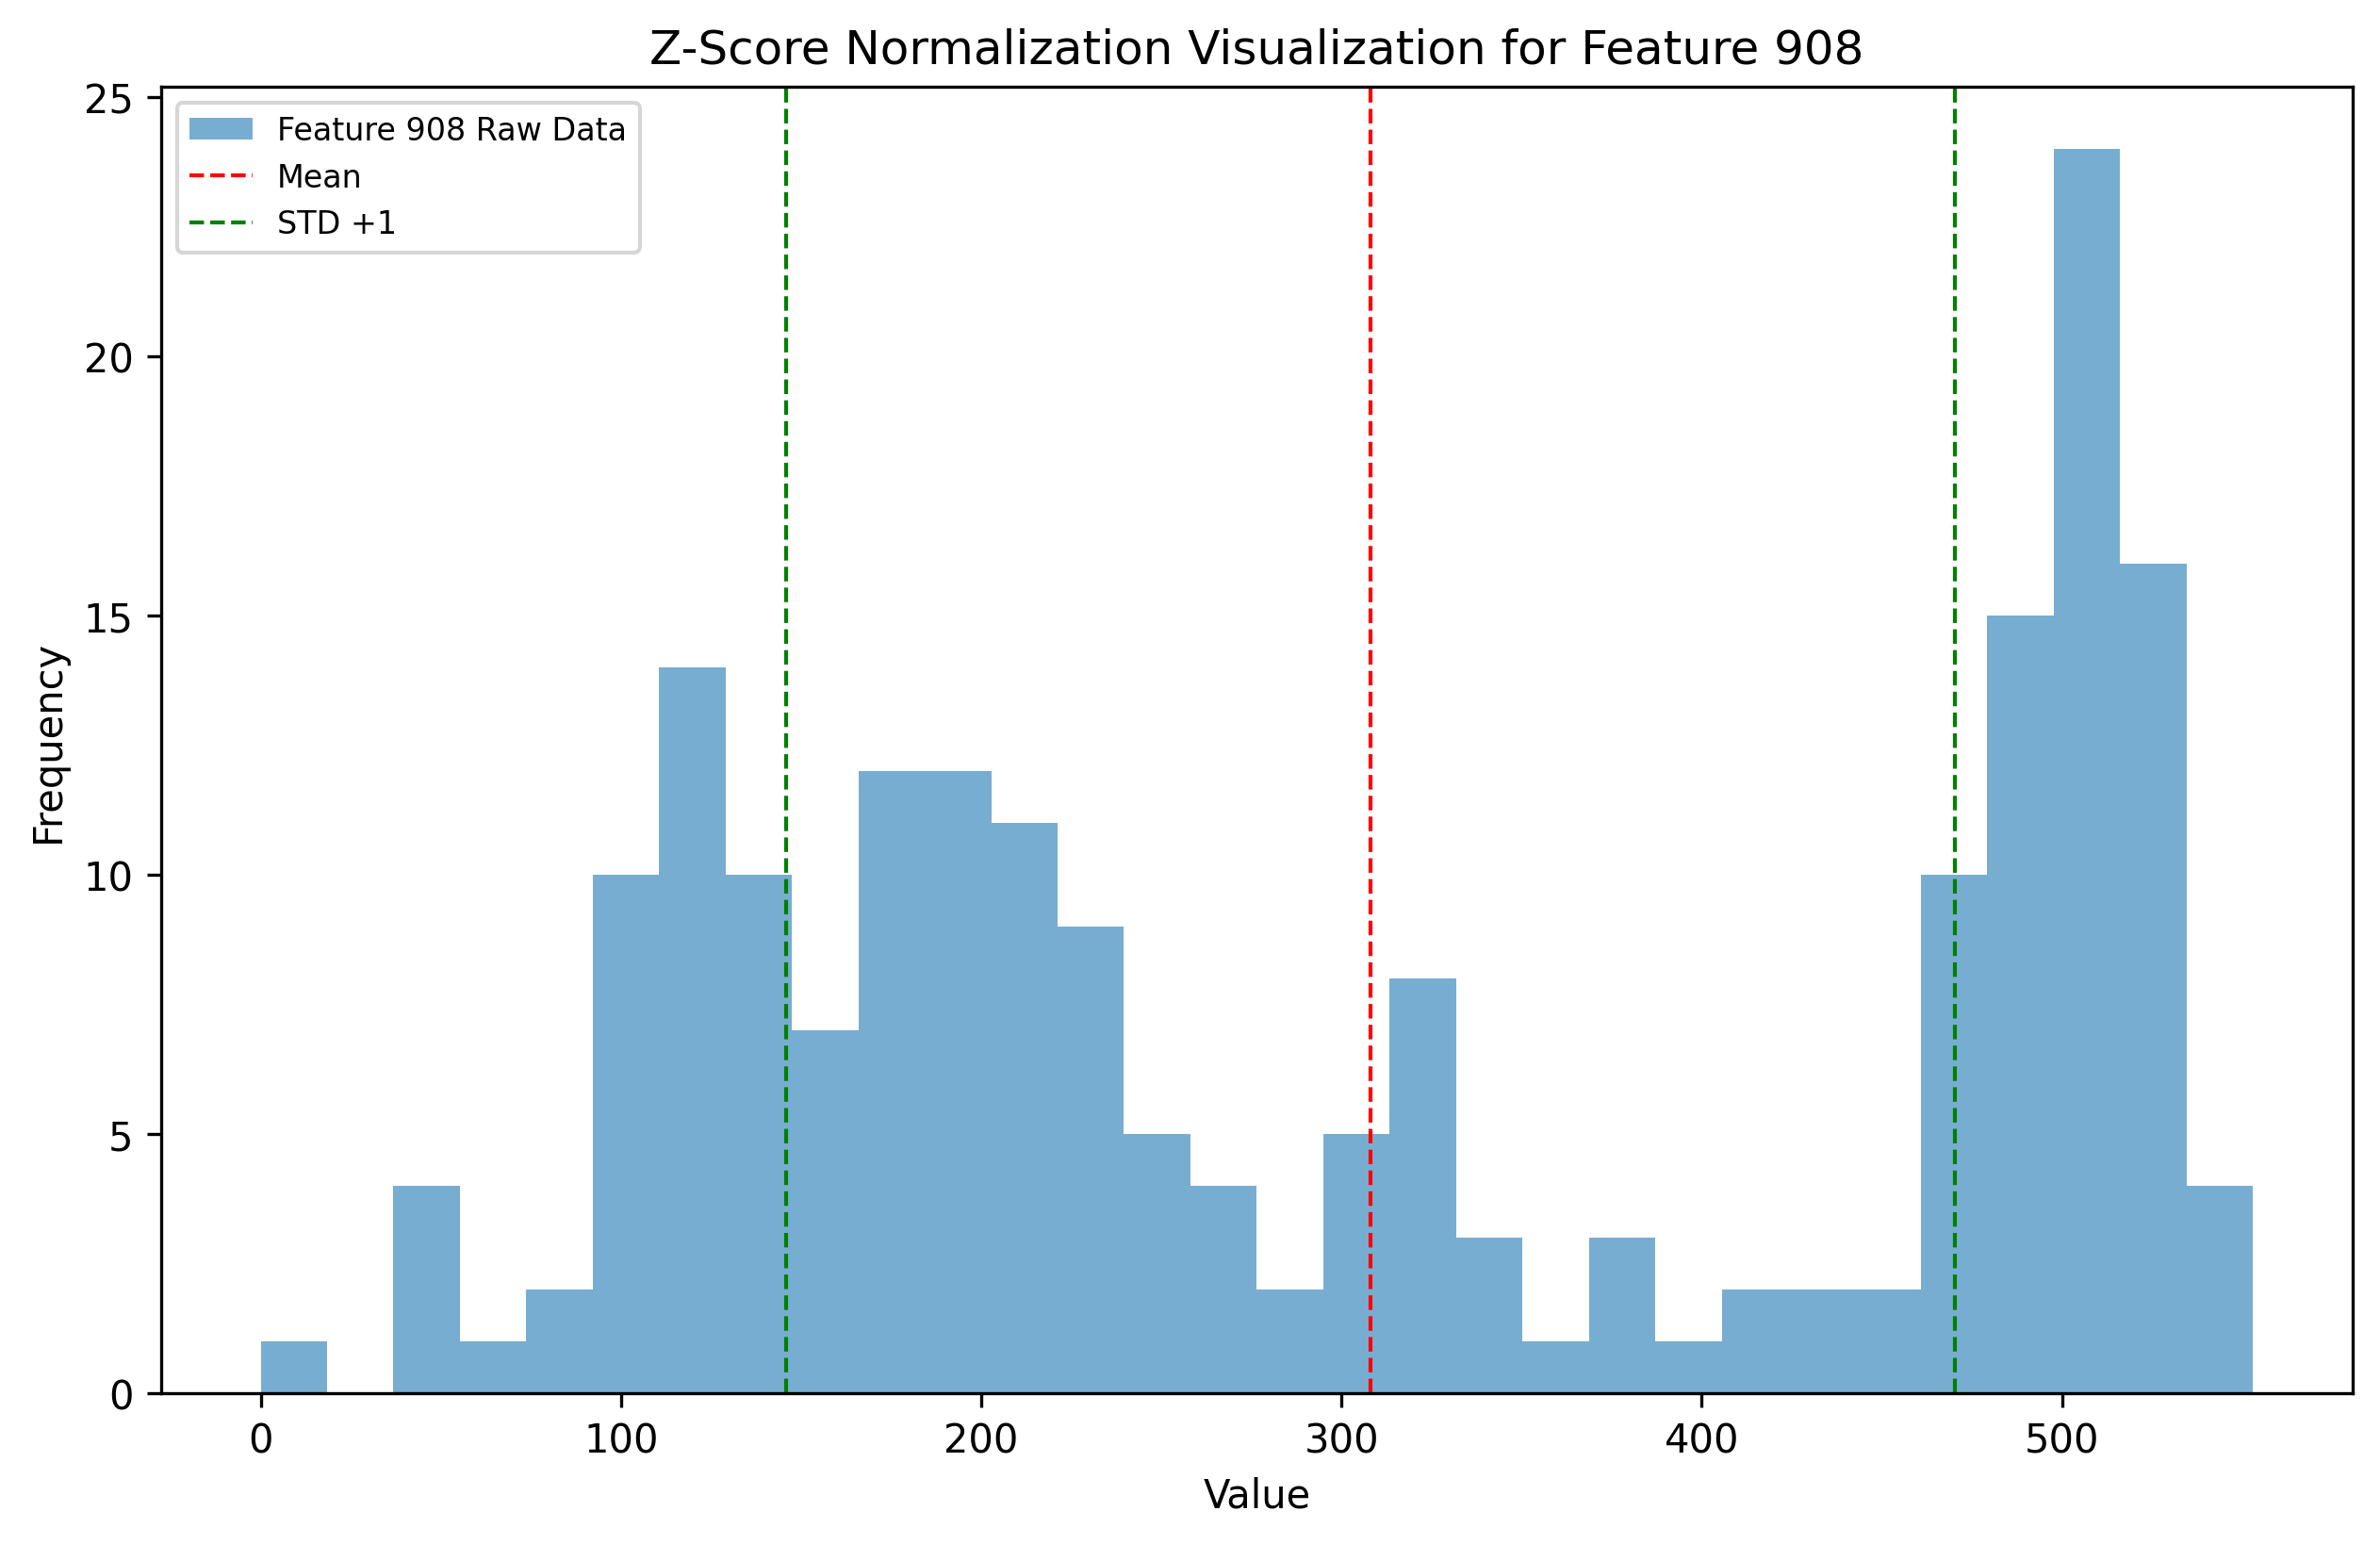 Z-Score Normalization Visualization for Feature 908
25
20
15
10
5
0
Frequency
Feature 908 Raw Data
Mean
STD +1
0 100 200 300 400 500
Value